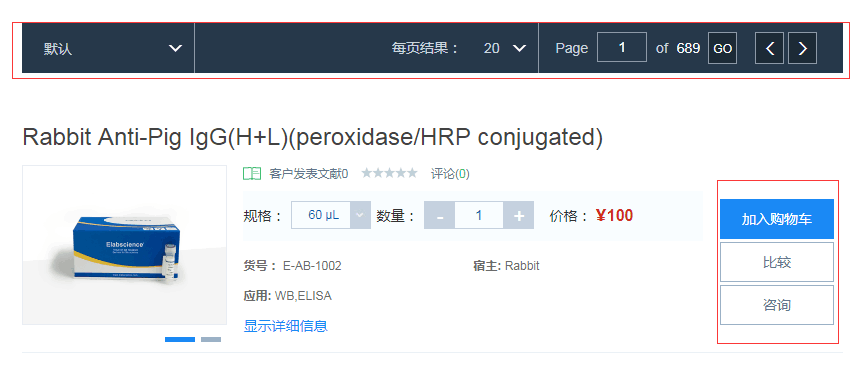 默认 每页结果： 20 Page 1 of 689 GO
Rabbit Anti-Pig IgG(H+L)(peroxidase/HRP conjugated)
客户发表文献0 评论(0)
规格： 60 μL 数量： - 1 + 价格： ¥100
Elabscience
货号： E-AB-1002 宿主: Rabbit
应用: WB,ELISA
显示详细信息
加入购物车
比较
咨询